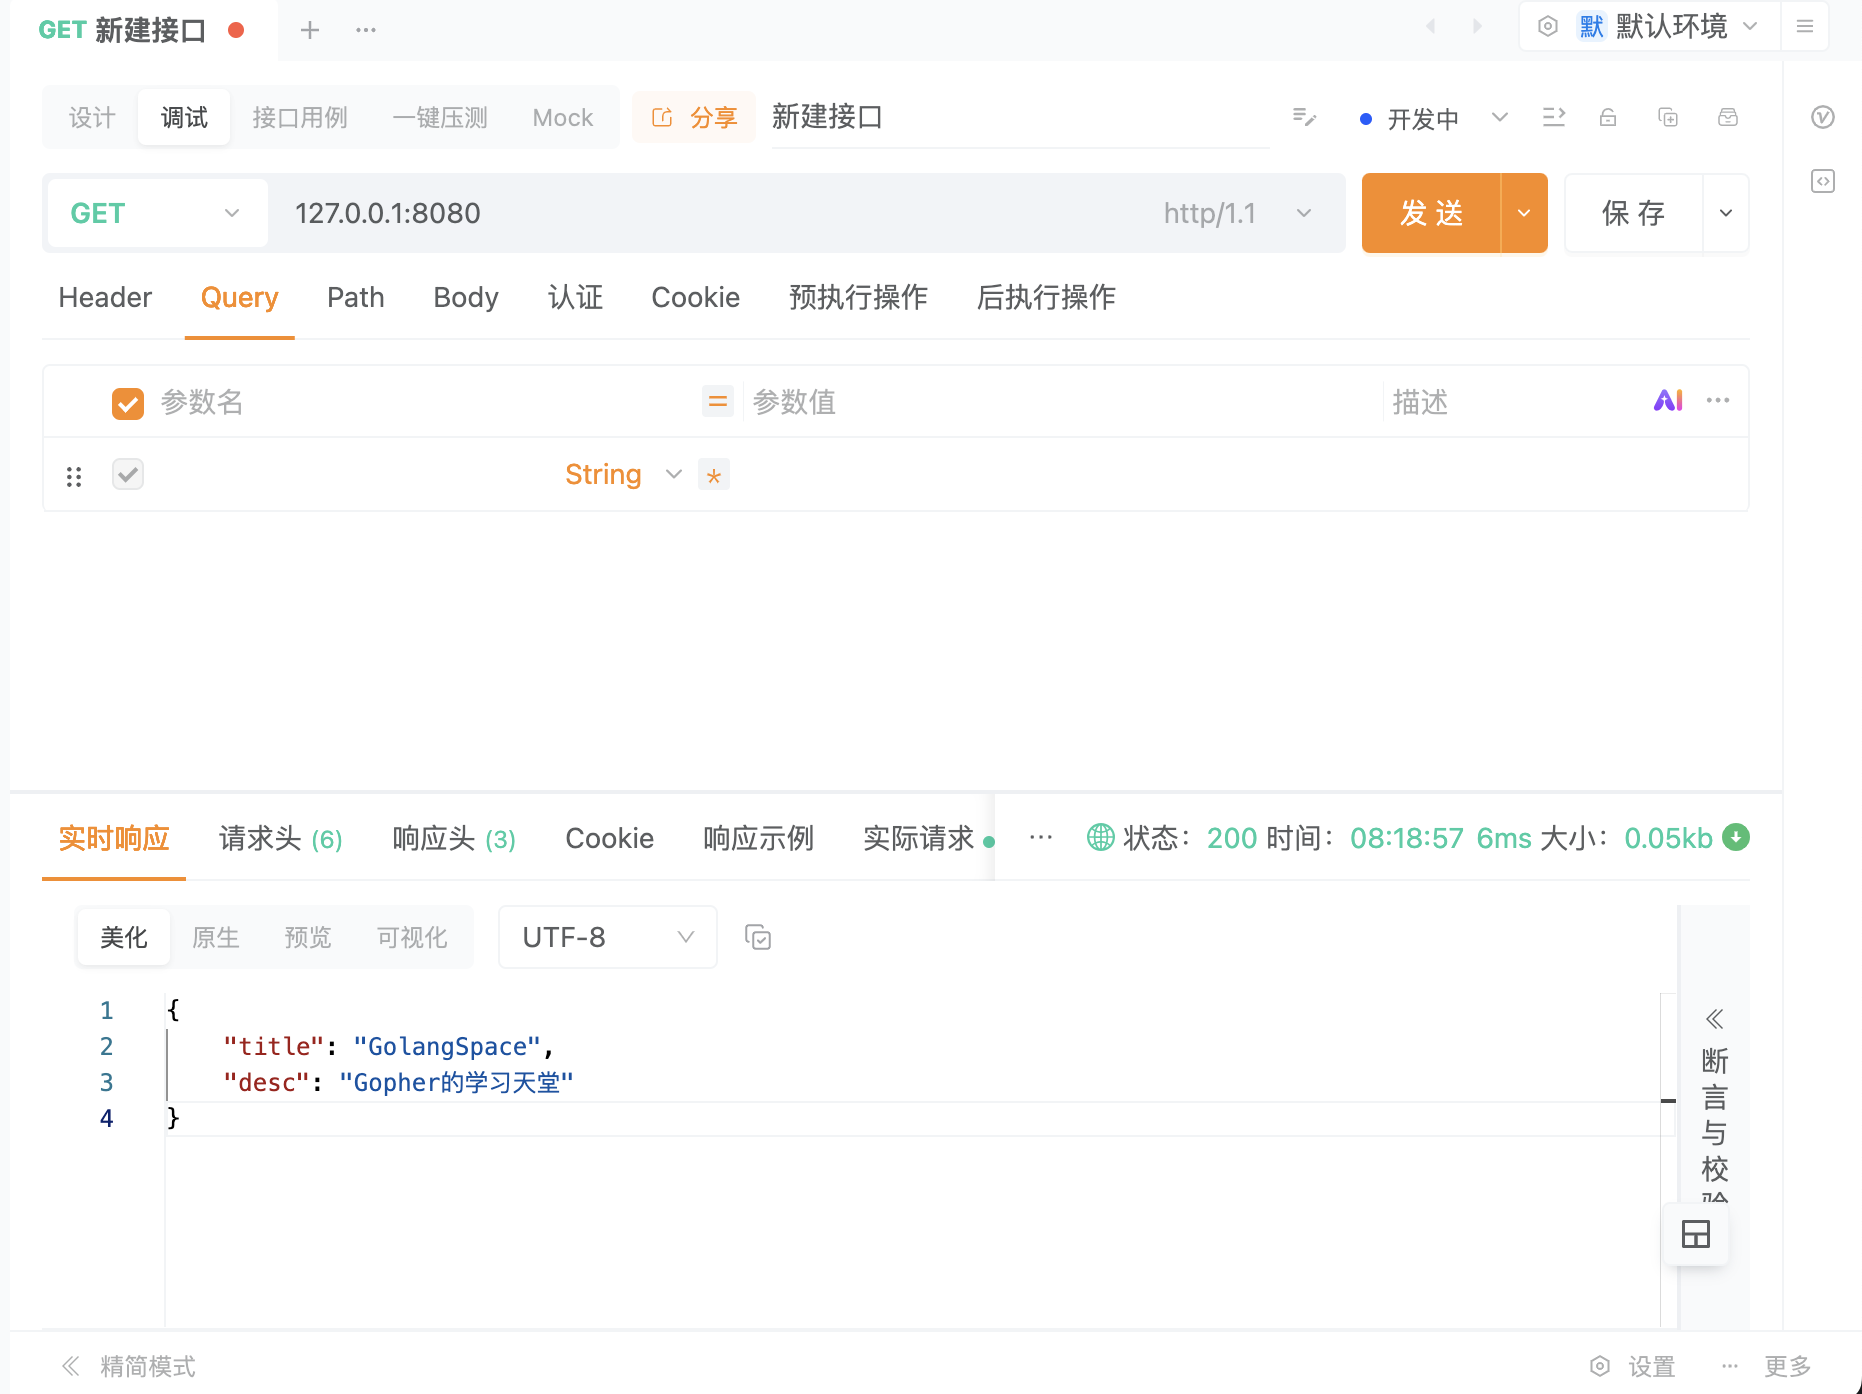 GET 新建接口
默 默认环境
设计 调试 接口用例 一键压测 Mock 分享 新建接口 开发中
GET 127.0.0.1:8080 http/1.1 发 送 保 存
Header Query Path Body 认证 Cookie 预执行操作 后执行操作
参数名 = 参数值 描述 AI
String *
实时响应 请求头 (6) 响应头 (3) Cookie 响应示例 实际请求 ... 状态: 200 时间: 08:18:57 6ms 大小: 0.05kb
美化 原生 预览 可视化 UTF-8
1 {
2 "title": "GolangSpace",
3 "desc": "Gopher的学习天堂"
4 }
断言与校验
精简模式 设置 ... 更多